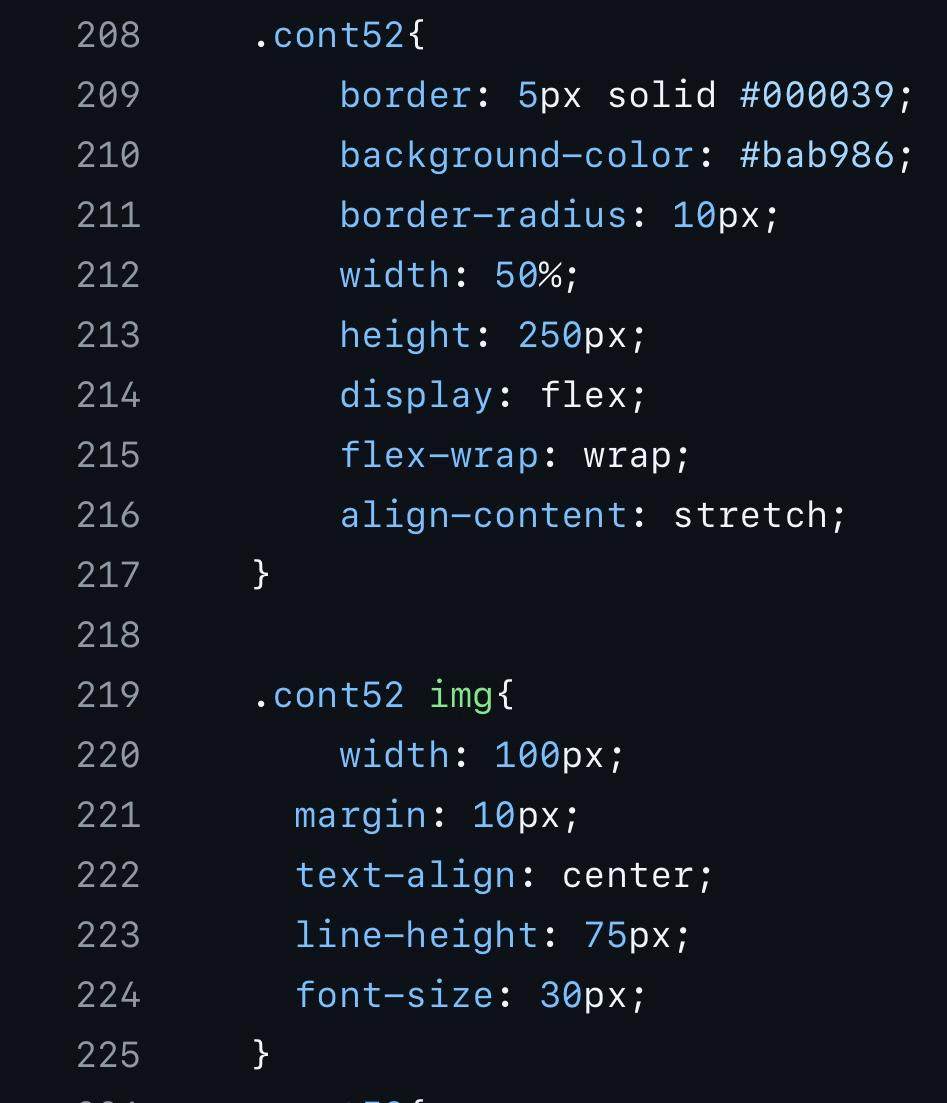 208 .cont52{
209 border: 5px solid #000039;
210 background-color: #bab986;
211 border-radius: 10px;
212 width: 50%;
213 height: 250px;
214 display: flex;
215 flex-wrap: wrap;
216 align-content: stretch;
217 }
218
219 .cont52 img{
220 width: 100px;
221 margin: 10px;
222 text-align: center;
223 line-height: 75px;
224 font-size: 30px;
225 }